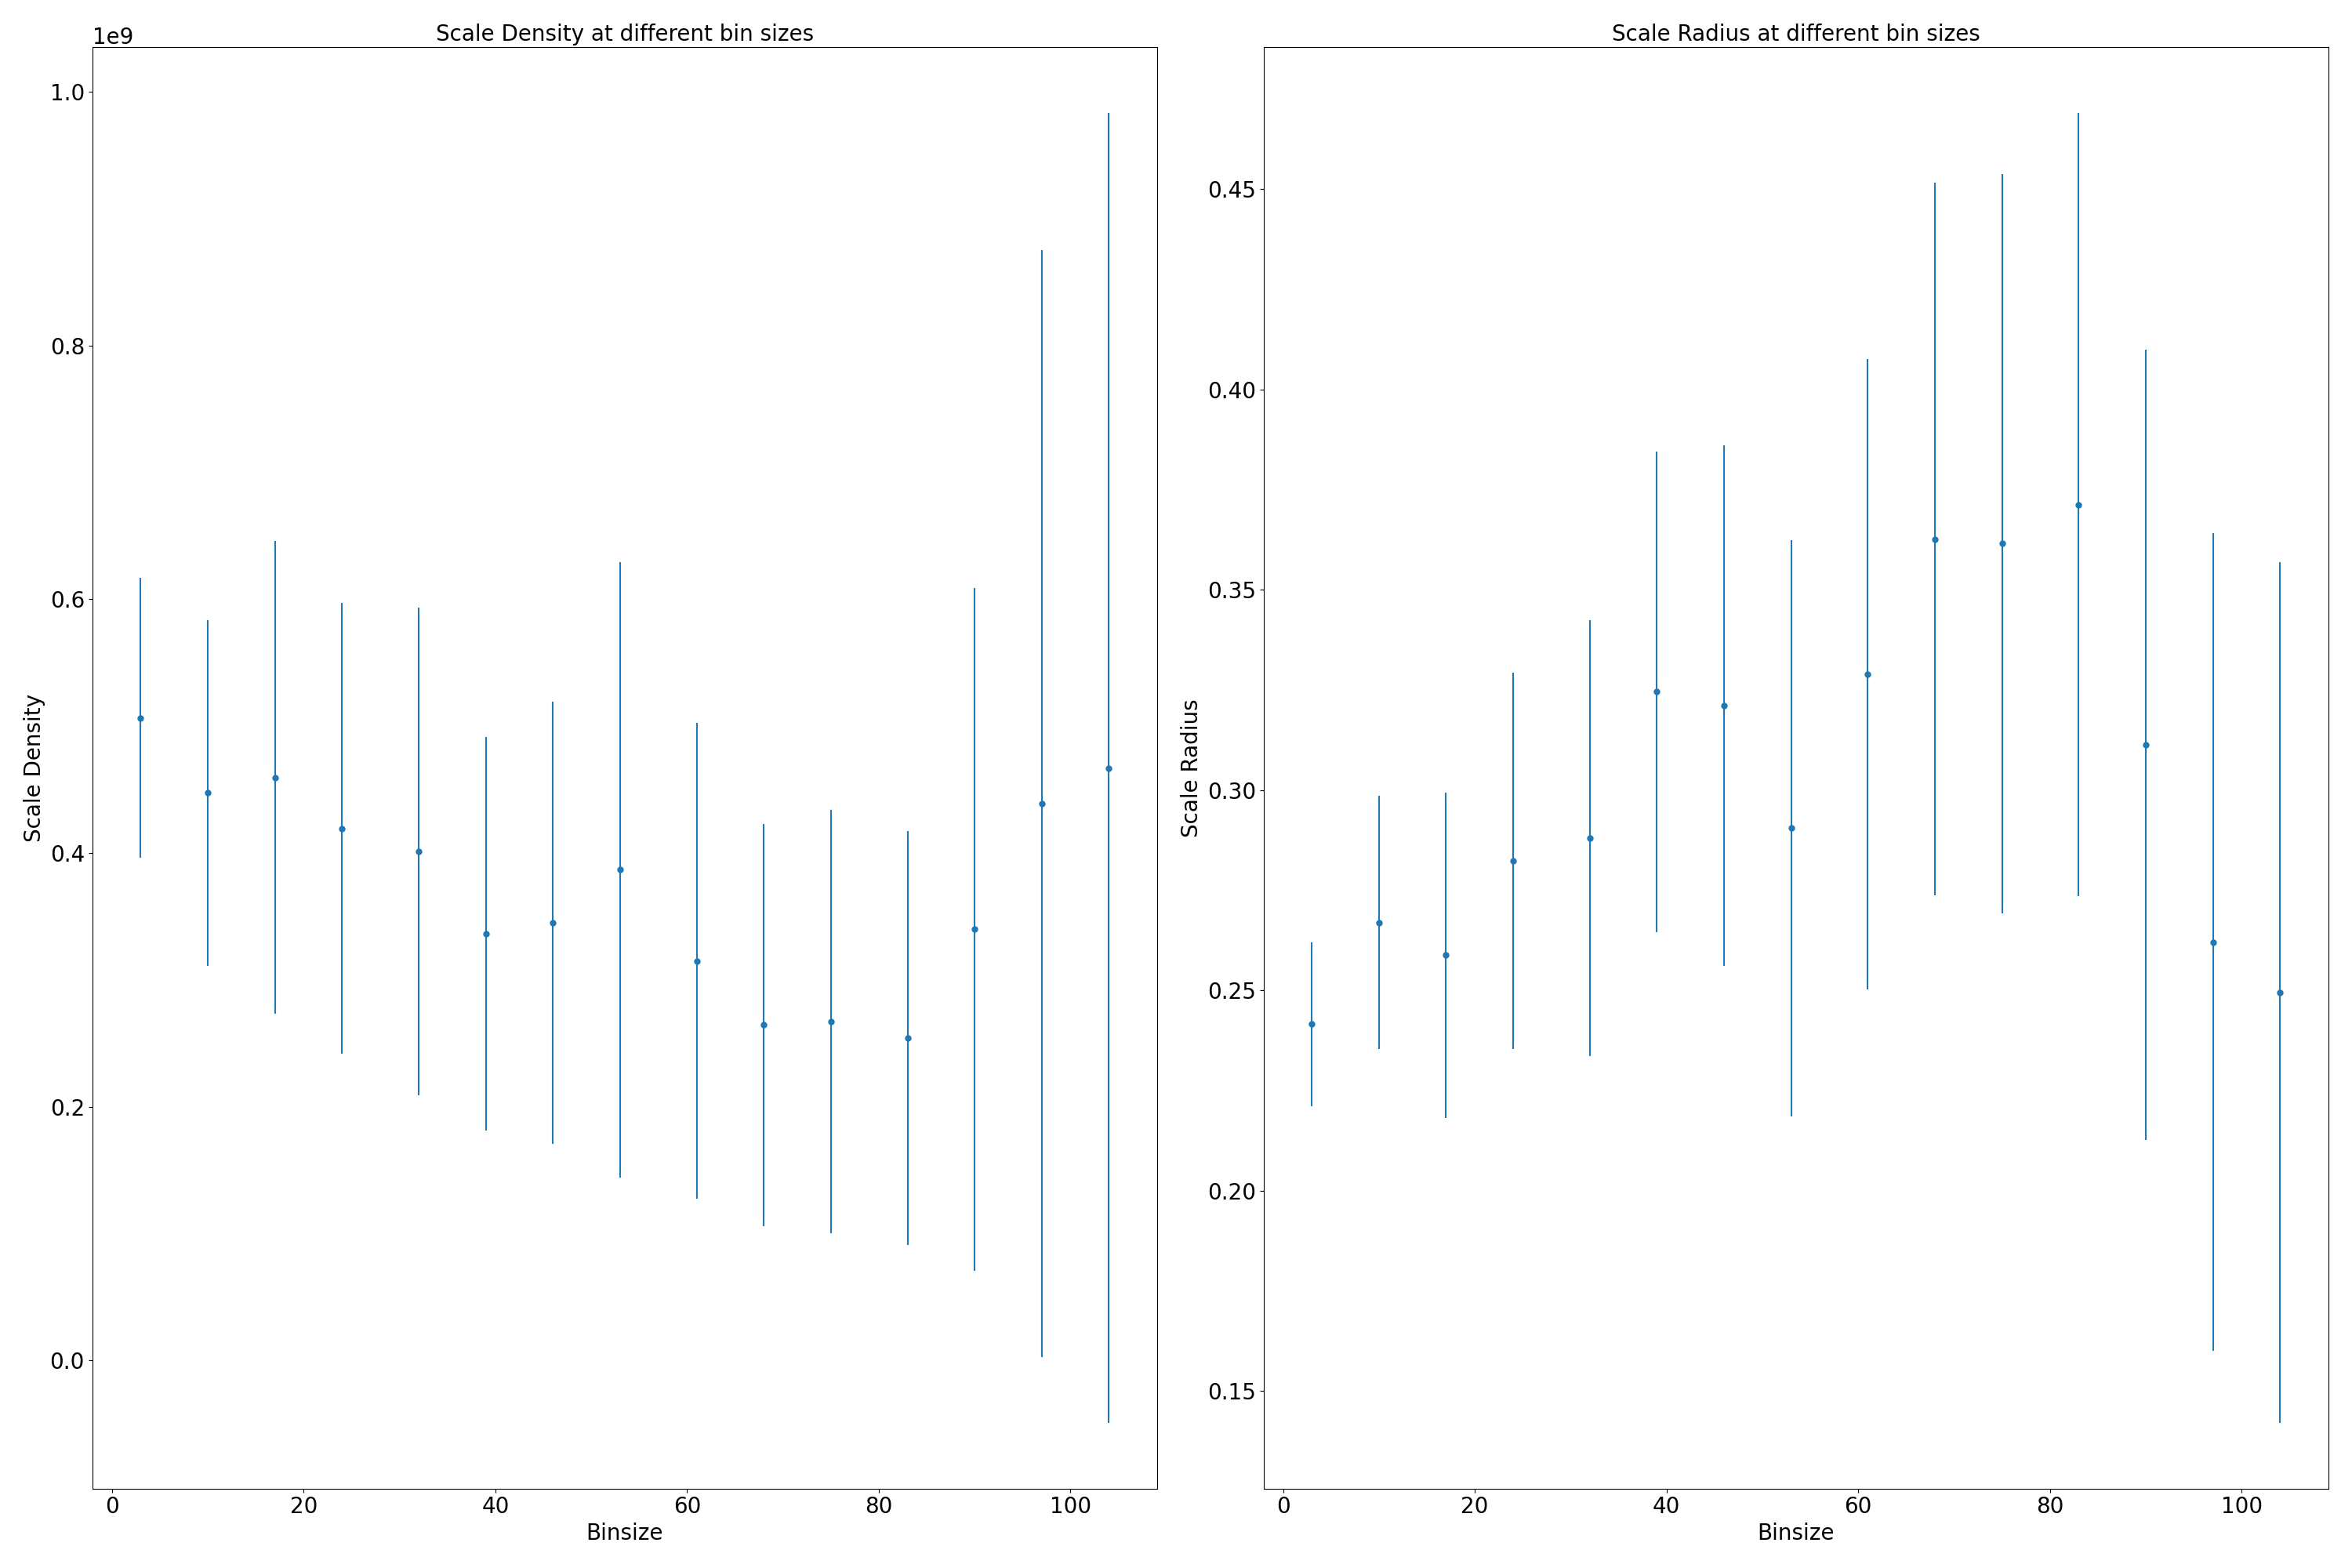 Scale Density at different bin sizes
1e9
1.0
0.8
0.6
0.4
0.2
0.0
Scale Density
0 20 40 60 80 100
Binsize
Scale Radius at different bin sizes
0.45
0.40
0.35
0.30
0.25
0.20
0.15
Scale Radius
0 20 40 60 80 100
Binsize